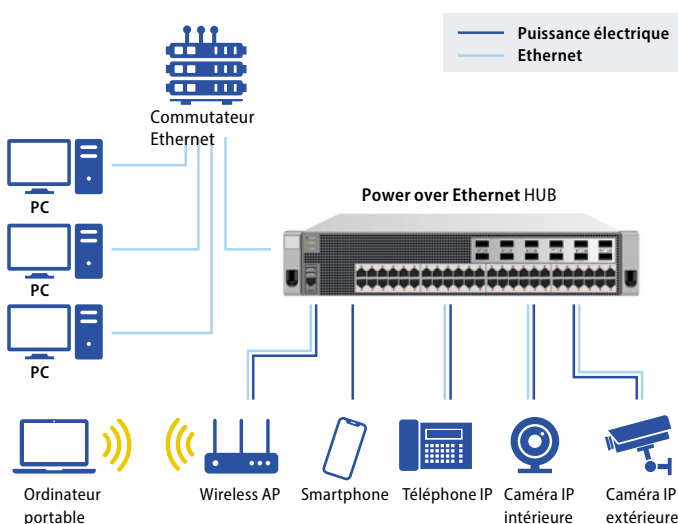 Puissance électrique
Ethernet
Commutateur
Ethernet
PC
Power over Ethernet HUB
PC
PC
Ordinateur
portable
Wireless AP
Smartphone
Téléphone IP
Caméra IP
intérieure
Caméra IP
extérieure